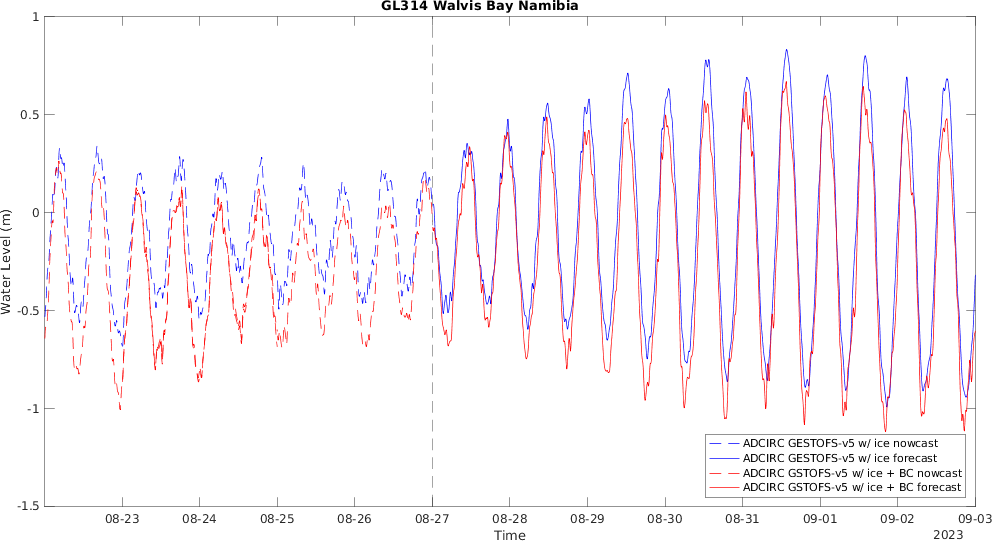 GL314 Walvis Bay Namibia
1
0.5
0
-0.5
-1
-1.5
Water Level (m)
ADCIRC GESTOFS-v5 w/ ice nowcast
ADCIRC GESTOFS-v5 w/ ice forecast
ADCIRC GSTOFS-v5 w/ ice + BC nowcast
ADCIRC GSTOFS-v5 w/ ice + BC forecast
08-23 08-24 08-25 08-26 08-27 08-28 08-29 08-30 08-31 09-01 09-02 09-03
Time
2023